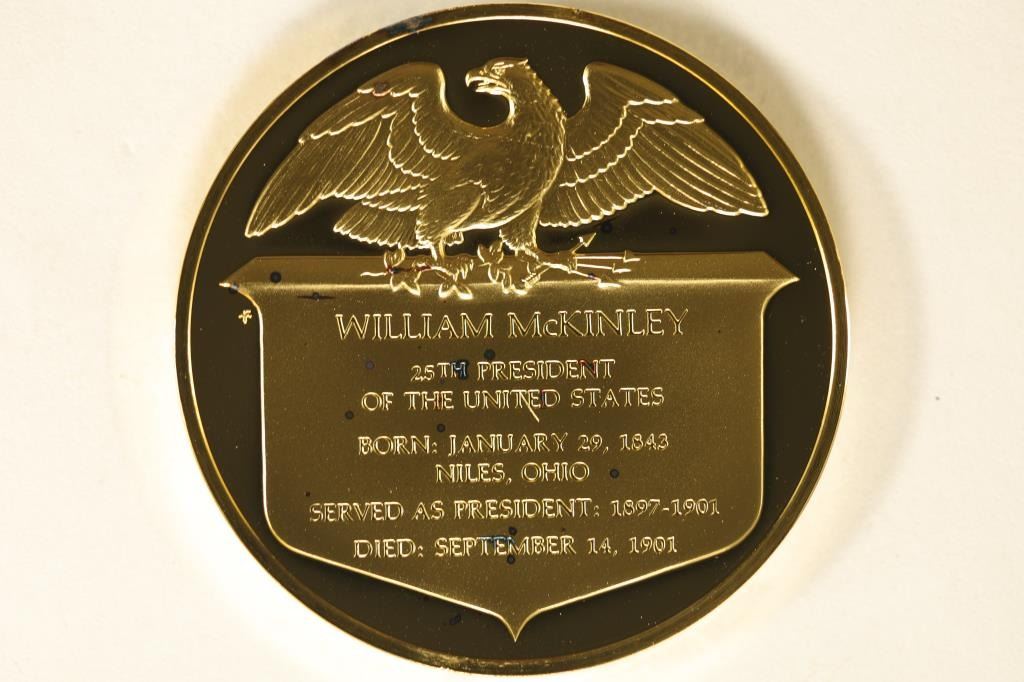 WILLIAM McKINLEY
25TH PRESIDENT
OF THE UNITED STATES
BORN: JANUARY 29, 1843
NILES, OHIO
SERVED AS PRESIDENT: 1897-1901
DIED: SEPTEMBER 14, 1901